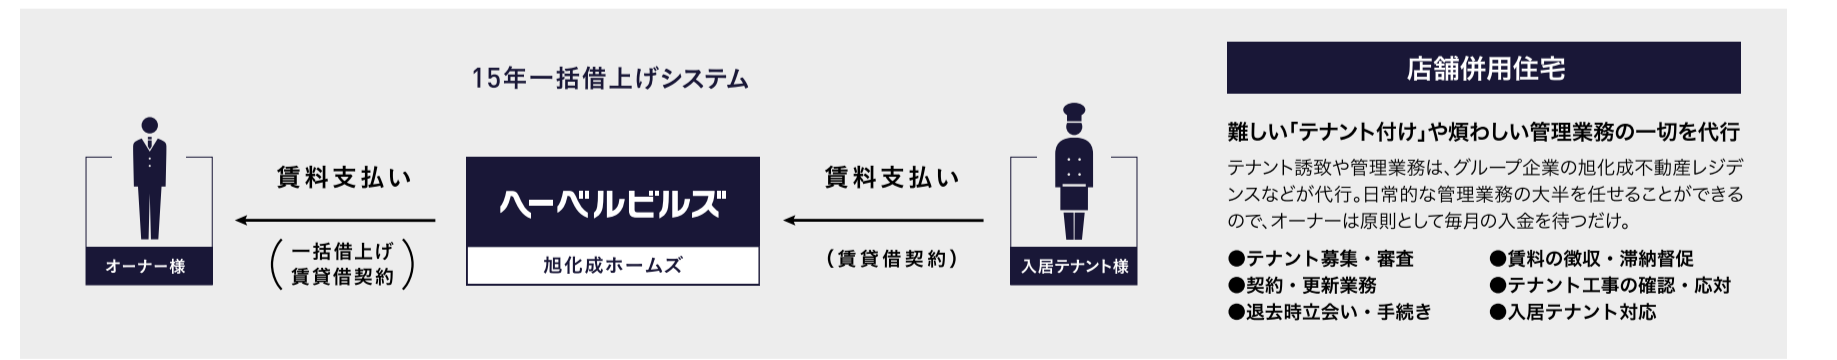 15年一括借上げシステム
オーナー様
賃料支払い
（一括借上げ
賃貸借契約）
ヘーベルビルズ
旭化成ホームズ
賃料支払い
（賃貸借契約）
入居テナント様
店舗併用住宅
難しい「テナント付け」や煩わしい管理業務の一切を代行
テナント誘致や管理業務は、グループ企業の旭化成不動産レジデ
ンスなどが代行。日常的な管理業務の大半を任せることができる
ので、オーナーは原則として毎月の入金を待つだけ。
●テナント募集・審査
●契約・更新業務
●退去時立会い・手続き
●賃料の徴収・滞納督促
●テナント工事の確認・応対
●入居テナント対応